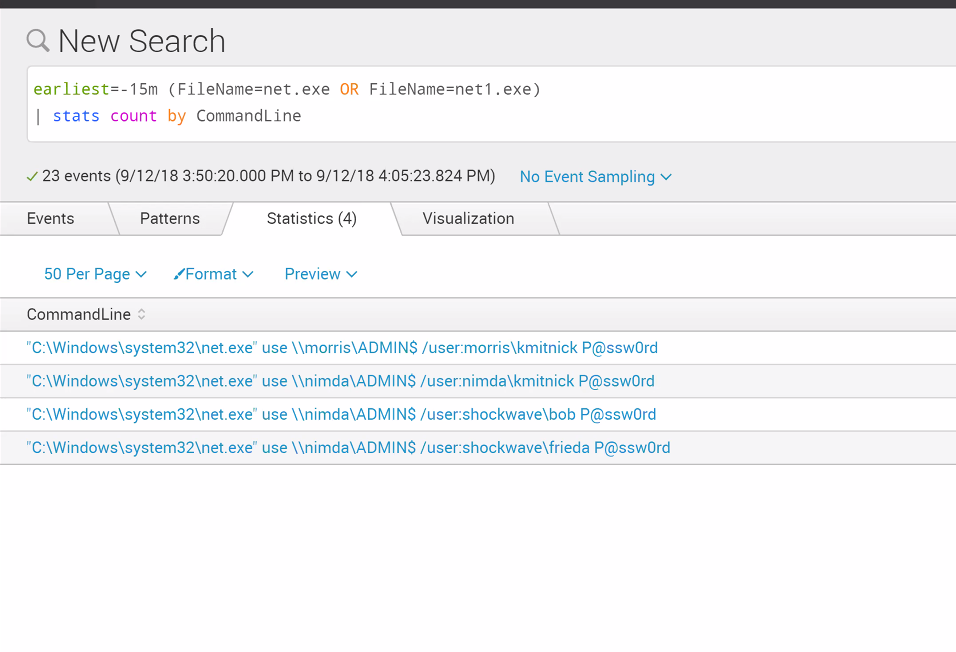 New Search
earliest=-15m (FileName=net.exe OR FileName=net1.exe)
| stats count by CommandLine
23 events (9/12/18 3:50:20.000 PM to 9/12/18 4:05:23.824 PM) No Event Sampling
Events Patterns Statistics (4) Visualization
50 Per Page Format Preview
CommandLine
"C:\Windows\system32\net.exe" use \\morris\ADMIN$ /user:morris\kmitnick P@ssw0rd
"C:\Windows\system32\net.exe" use \\nimda\ADMIN$ /user:nimda\kmitnick P@ssw0rd
"C:\Windows\system32\net.exe" use \\nimda\ADMIN$ /user:shockwave\bob P@ssw0rd
"C:\Windows\system32\net.exe" use \\nimda\ADMIN$ /user:shockwave\frieda P@ssw0rd